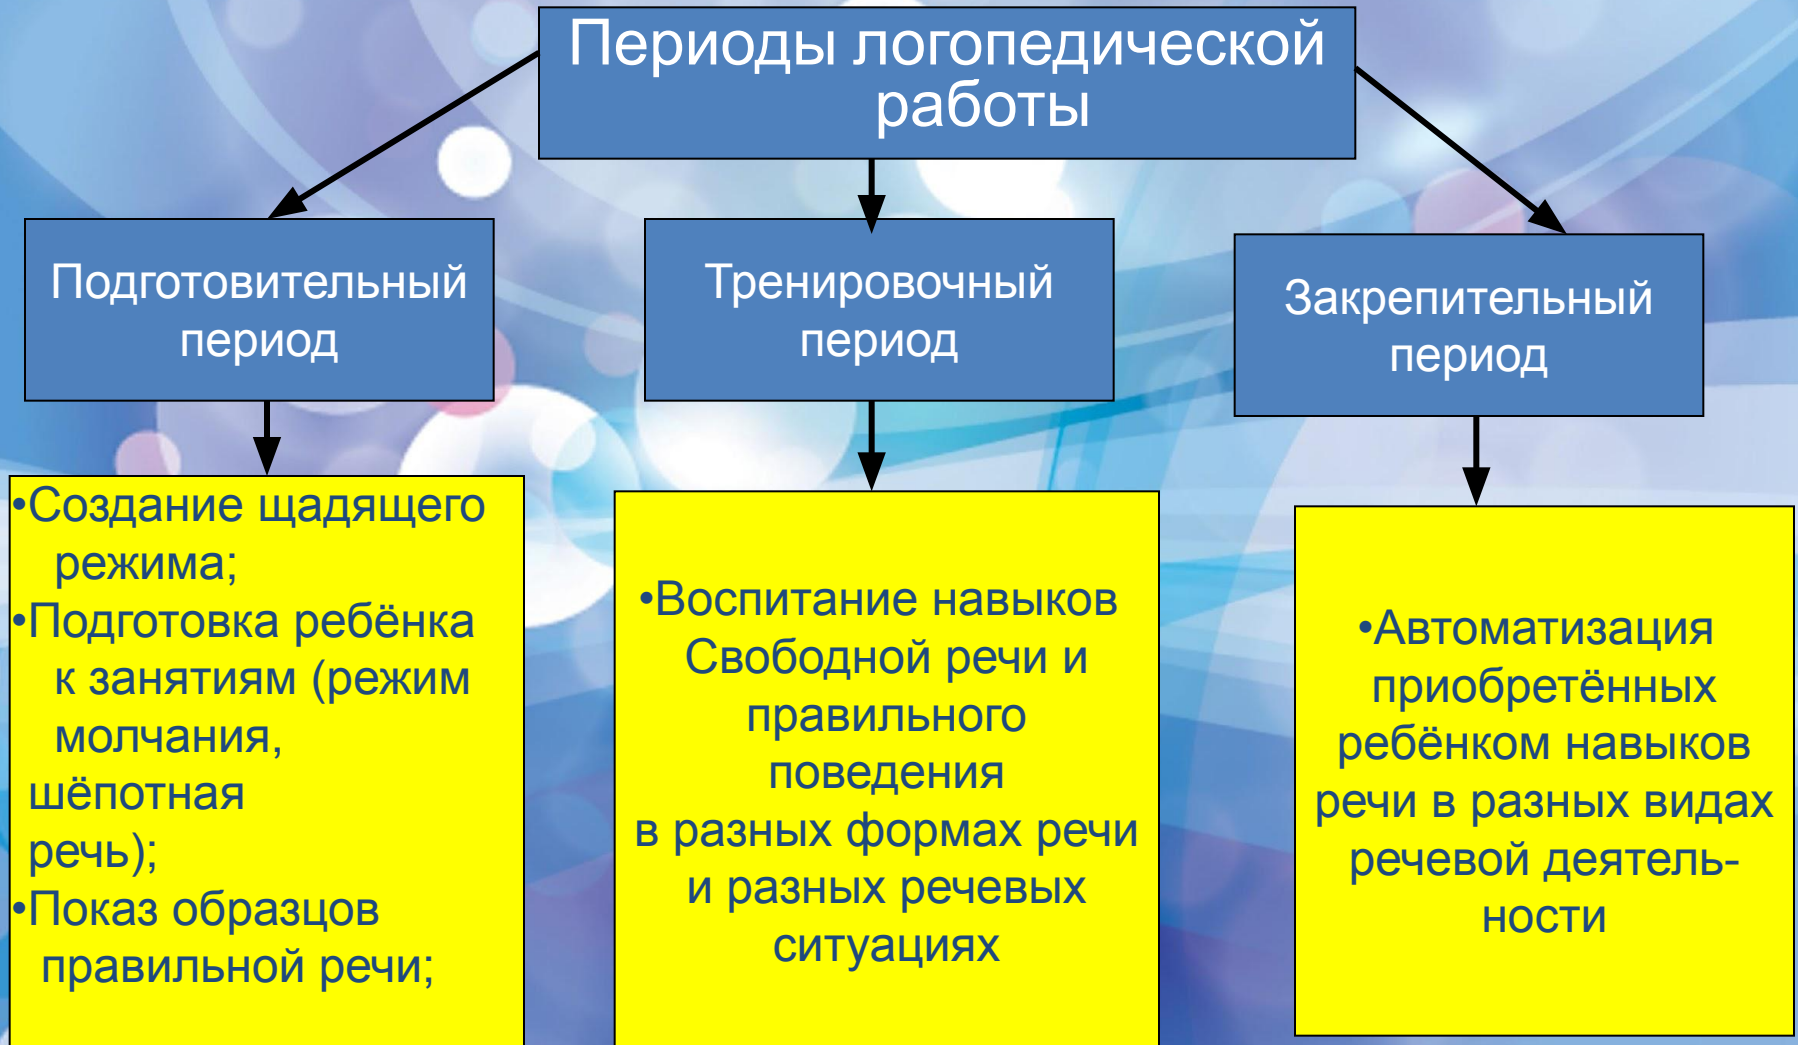 Периоды логопедической
работы
Подготовительный
период
Тренировочный
период
Закрепительный
период
•Создание щадящего
режима;
•Подготовка ребёнка
к занятиям (режим
молчания,
шёпотная
речь);
•Показ образцов
правильной речи;
•Воспитание навыков
Свободной речи и
правильного
поведения
в разных формах речи
и разных речевых
ситуациях
•Автоматизация
приобретённых
ребёнком навыков
речи в разных видах
речевой деятель-
ности